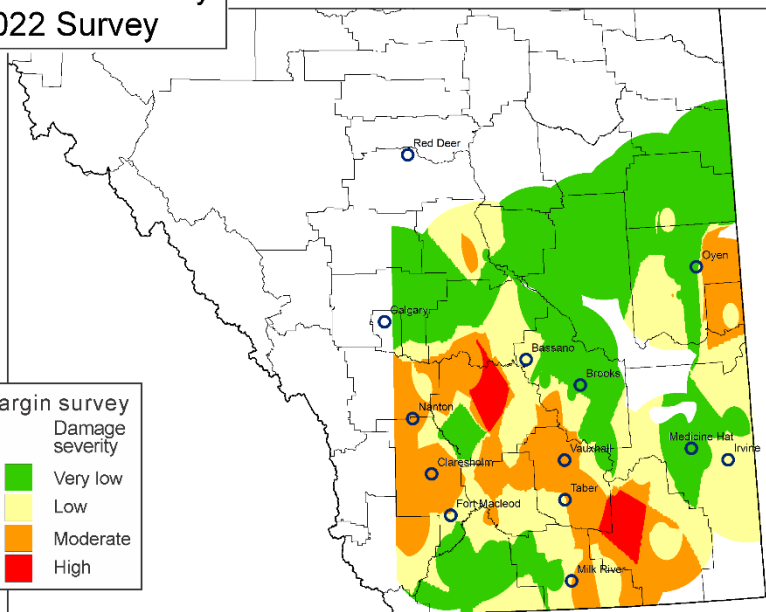 022 Survey
Red Deer
Oyen
Calgary
Bassano
Brooks
Nanton
Medicine Hat
Irvine
Vauxhall
Claresholm
Taber
Fort Macleod
Milk River
argin survey
Damage
severity
Very low
Low
Moderate
High